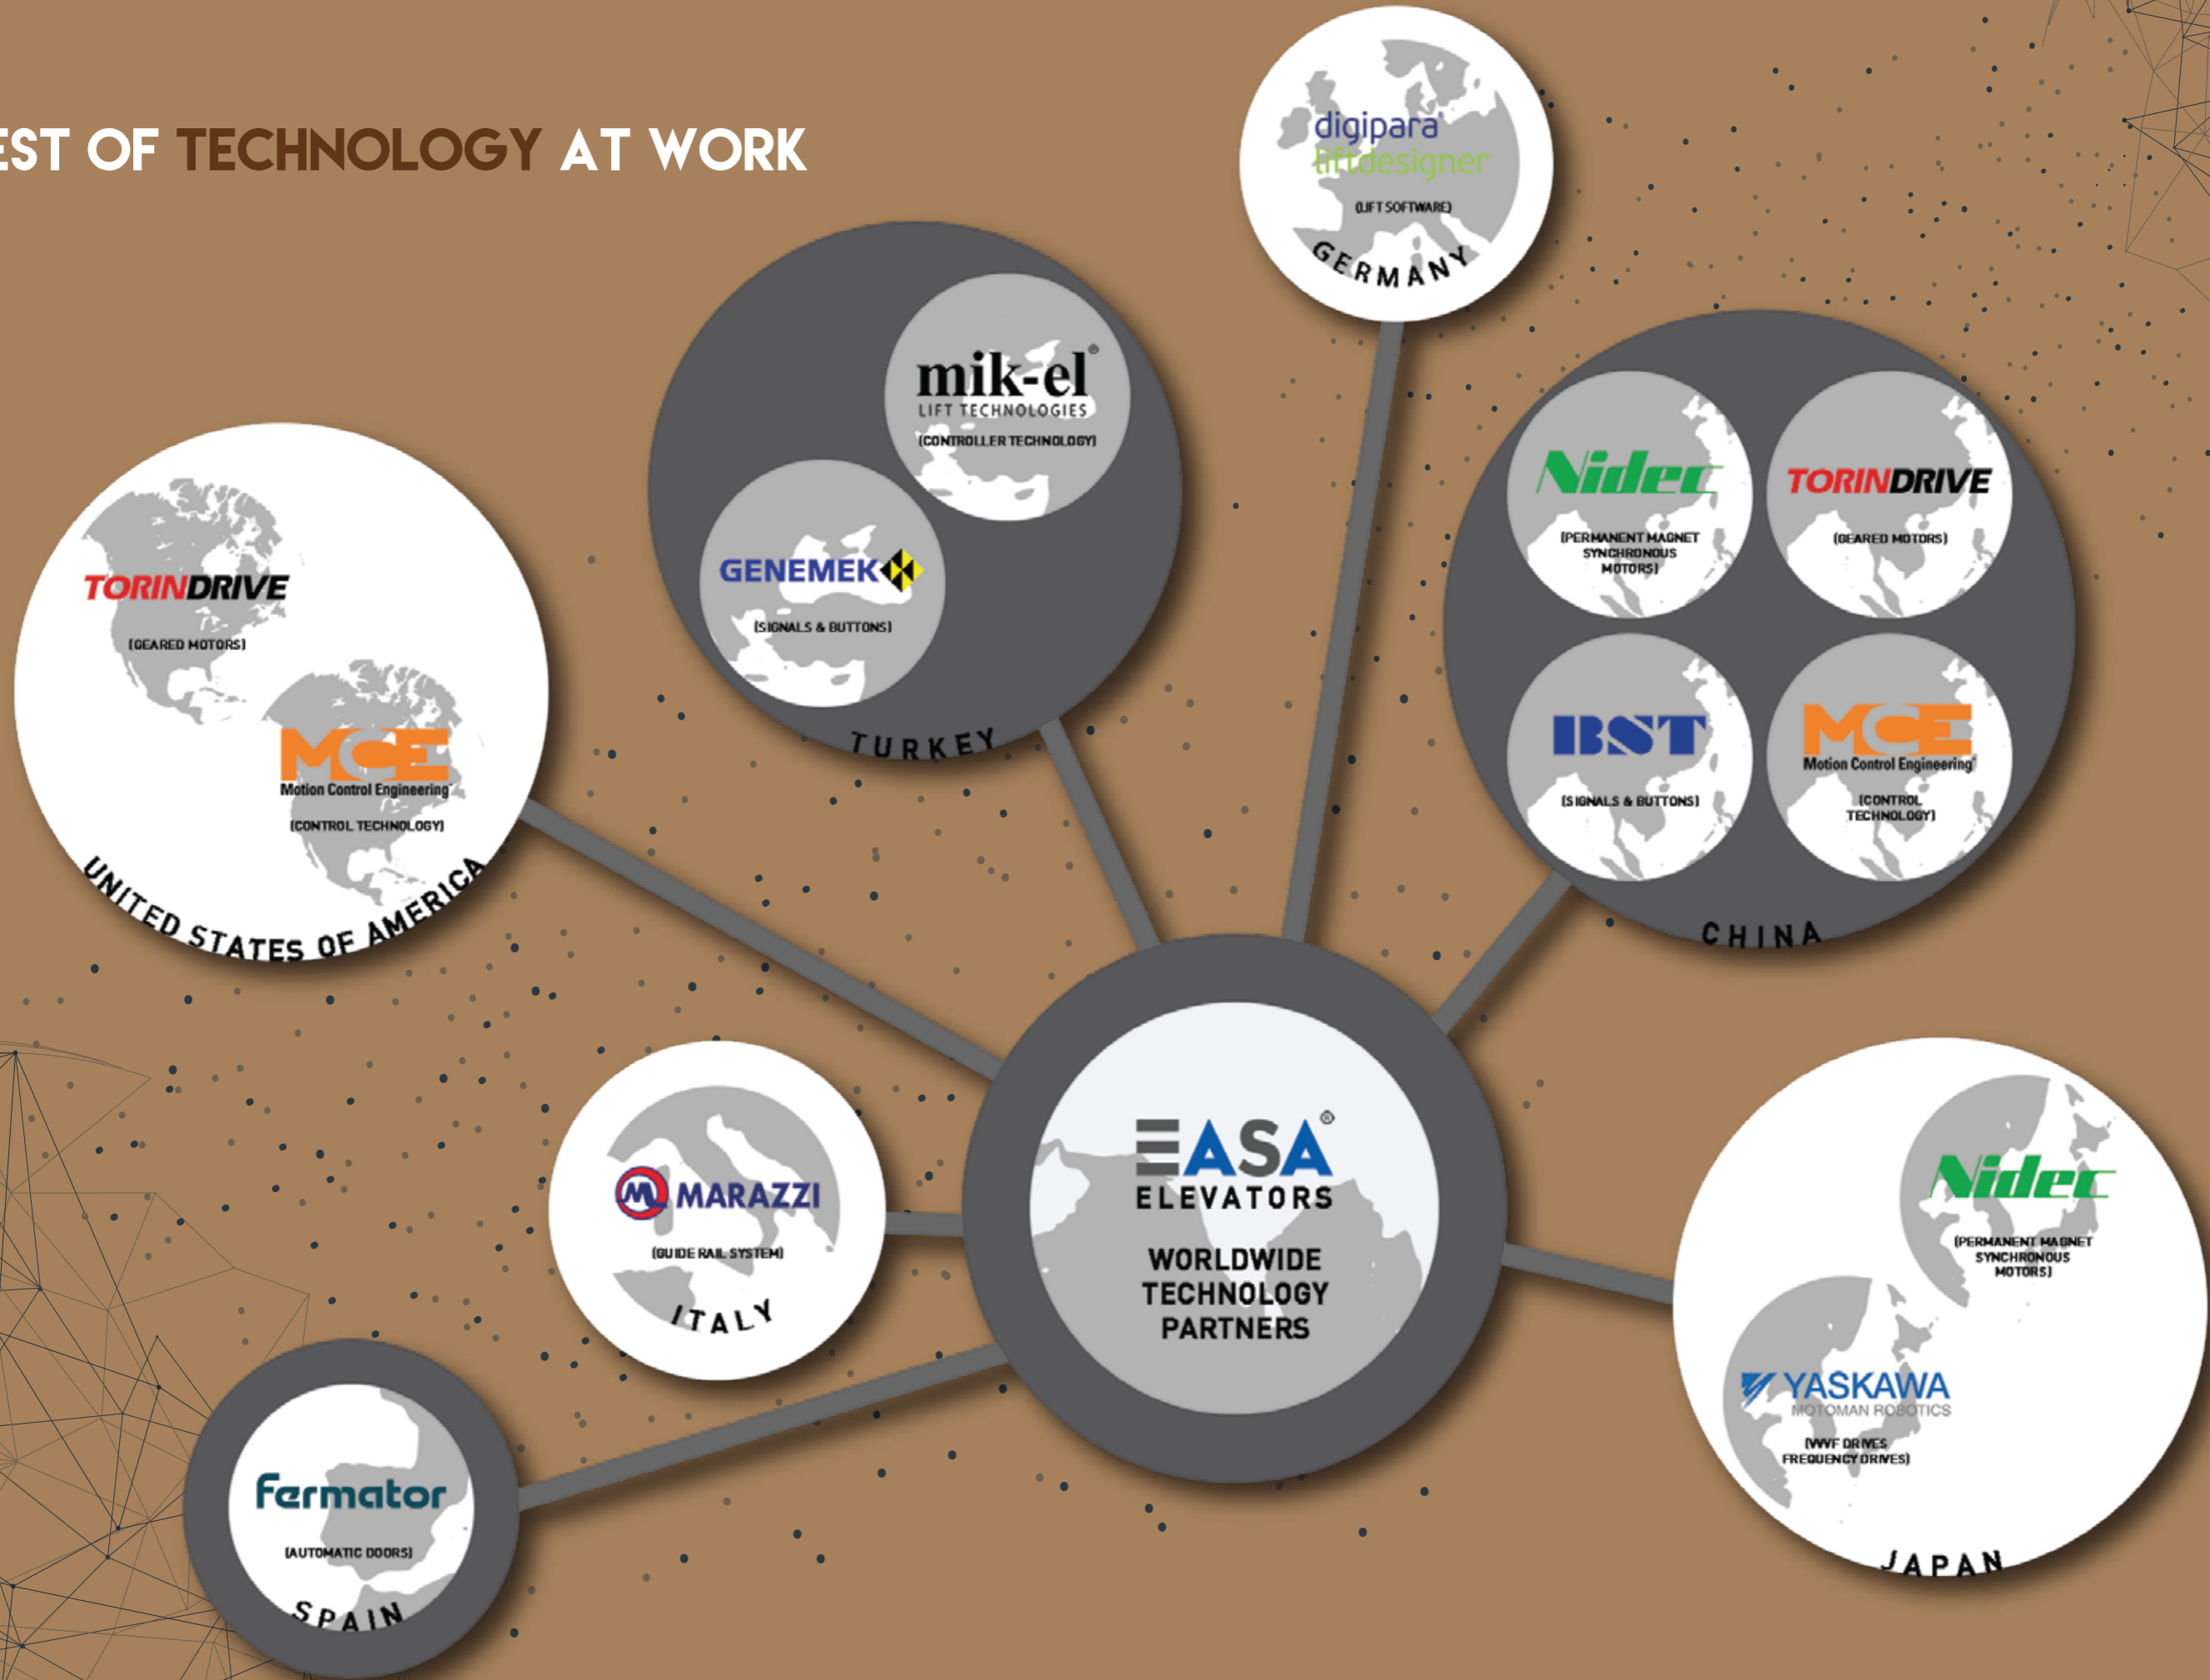 EST OF TECHNOLOGY AT WORK
digipara®
liftdesigner
(LIFT SOFTWARE)
GERMANY
mik-el®
LIFT TECHNOLOGIES
(CONTROLLER TECHNOLOGY)
GENEMEK
(SIGNALS & BUTTONS)
TURKEY
Nidec
(PERMANENT MAGNET
SYNCHRONOUS
MOTORS)
TORINDRIVE
(GEARED MOTORS)
BST
(SIGNALS & BUTTONS)
MCE
Motion Control Engineering
(CONTROL
TECHNOLOGY)
CHINA
TORINDRIVE
(GEARED MOTORS)
MCE
Motion Control Engineering
(CONTROL TECHNOLOGY)
UNITED STATES OF AMERICA
M MARAZZI
(GUIDE RAIL SYSTEM)
ITALY
EASA®
ELEVATORS
WORLDWIDE
TECHNOLOGY
PARTNERS
Nidec
(PERMANENT MAGNET
SYNCHRONOUS
MOTORS)
YASKAWA
MOTOMAN ROBOTICS
DRIVES
FREQUENCY DRIVES)
JAPAN
Fermator
(AUTOMATIC DOORS)
SPAIN